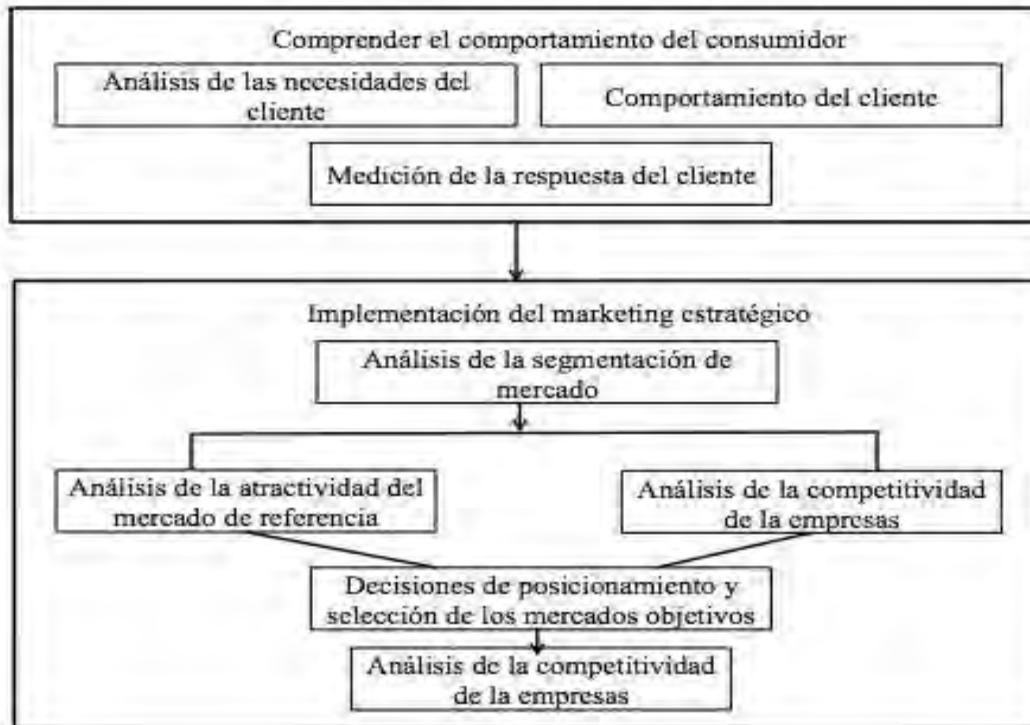 Comprender el comportamiento del consumidor
Análisis de las necesidades del
cliente
Comportamiento del cliente
Medición de la respuesta del cliente
Implementación del marketing estratégico
Análisis de la segmentación de
mercado
Análisis de la atractividad del
mercado de referencia
Análisis de la competitividad
de la empresas
Decisiones de posicionamiento y
selección de los mercados objetivos
Análisis de la competitividad
de la empresas